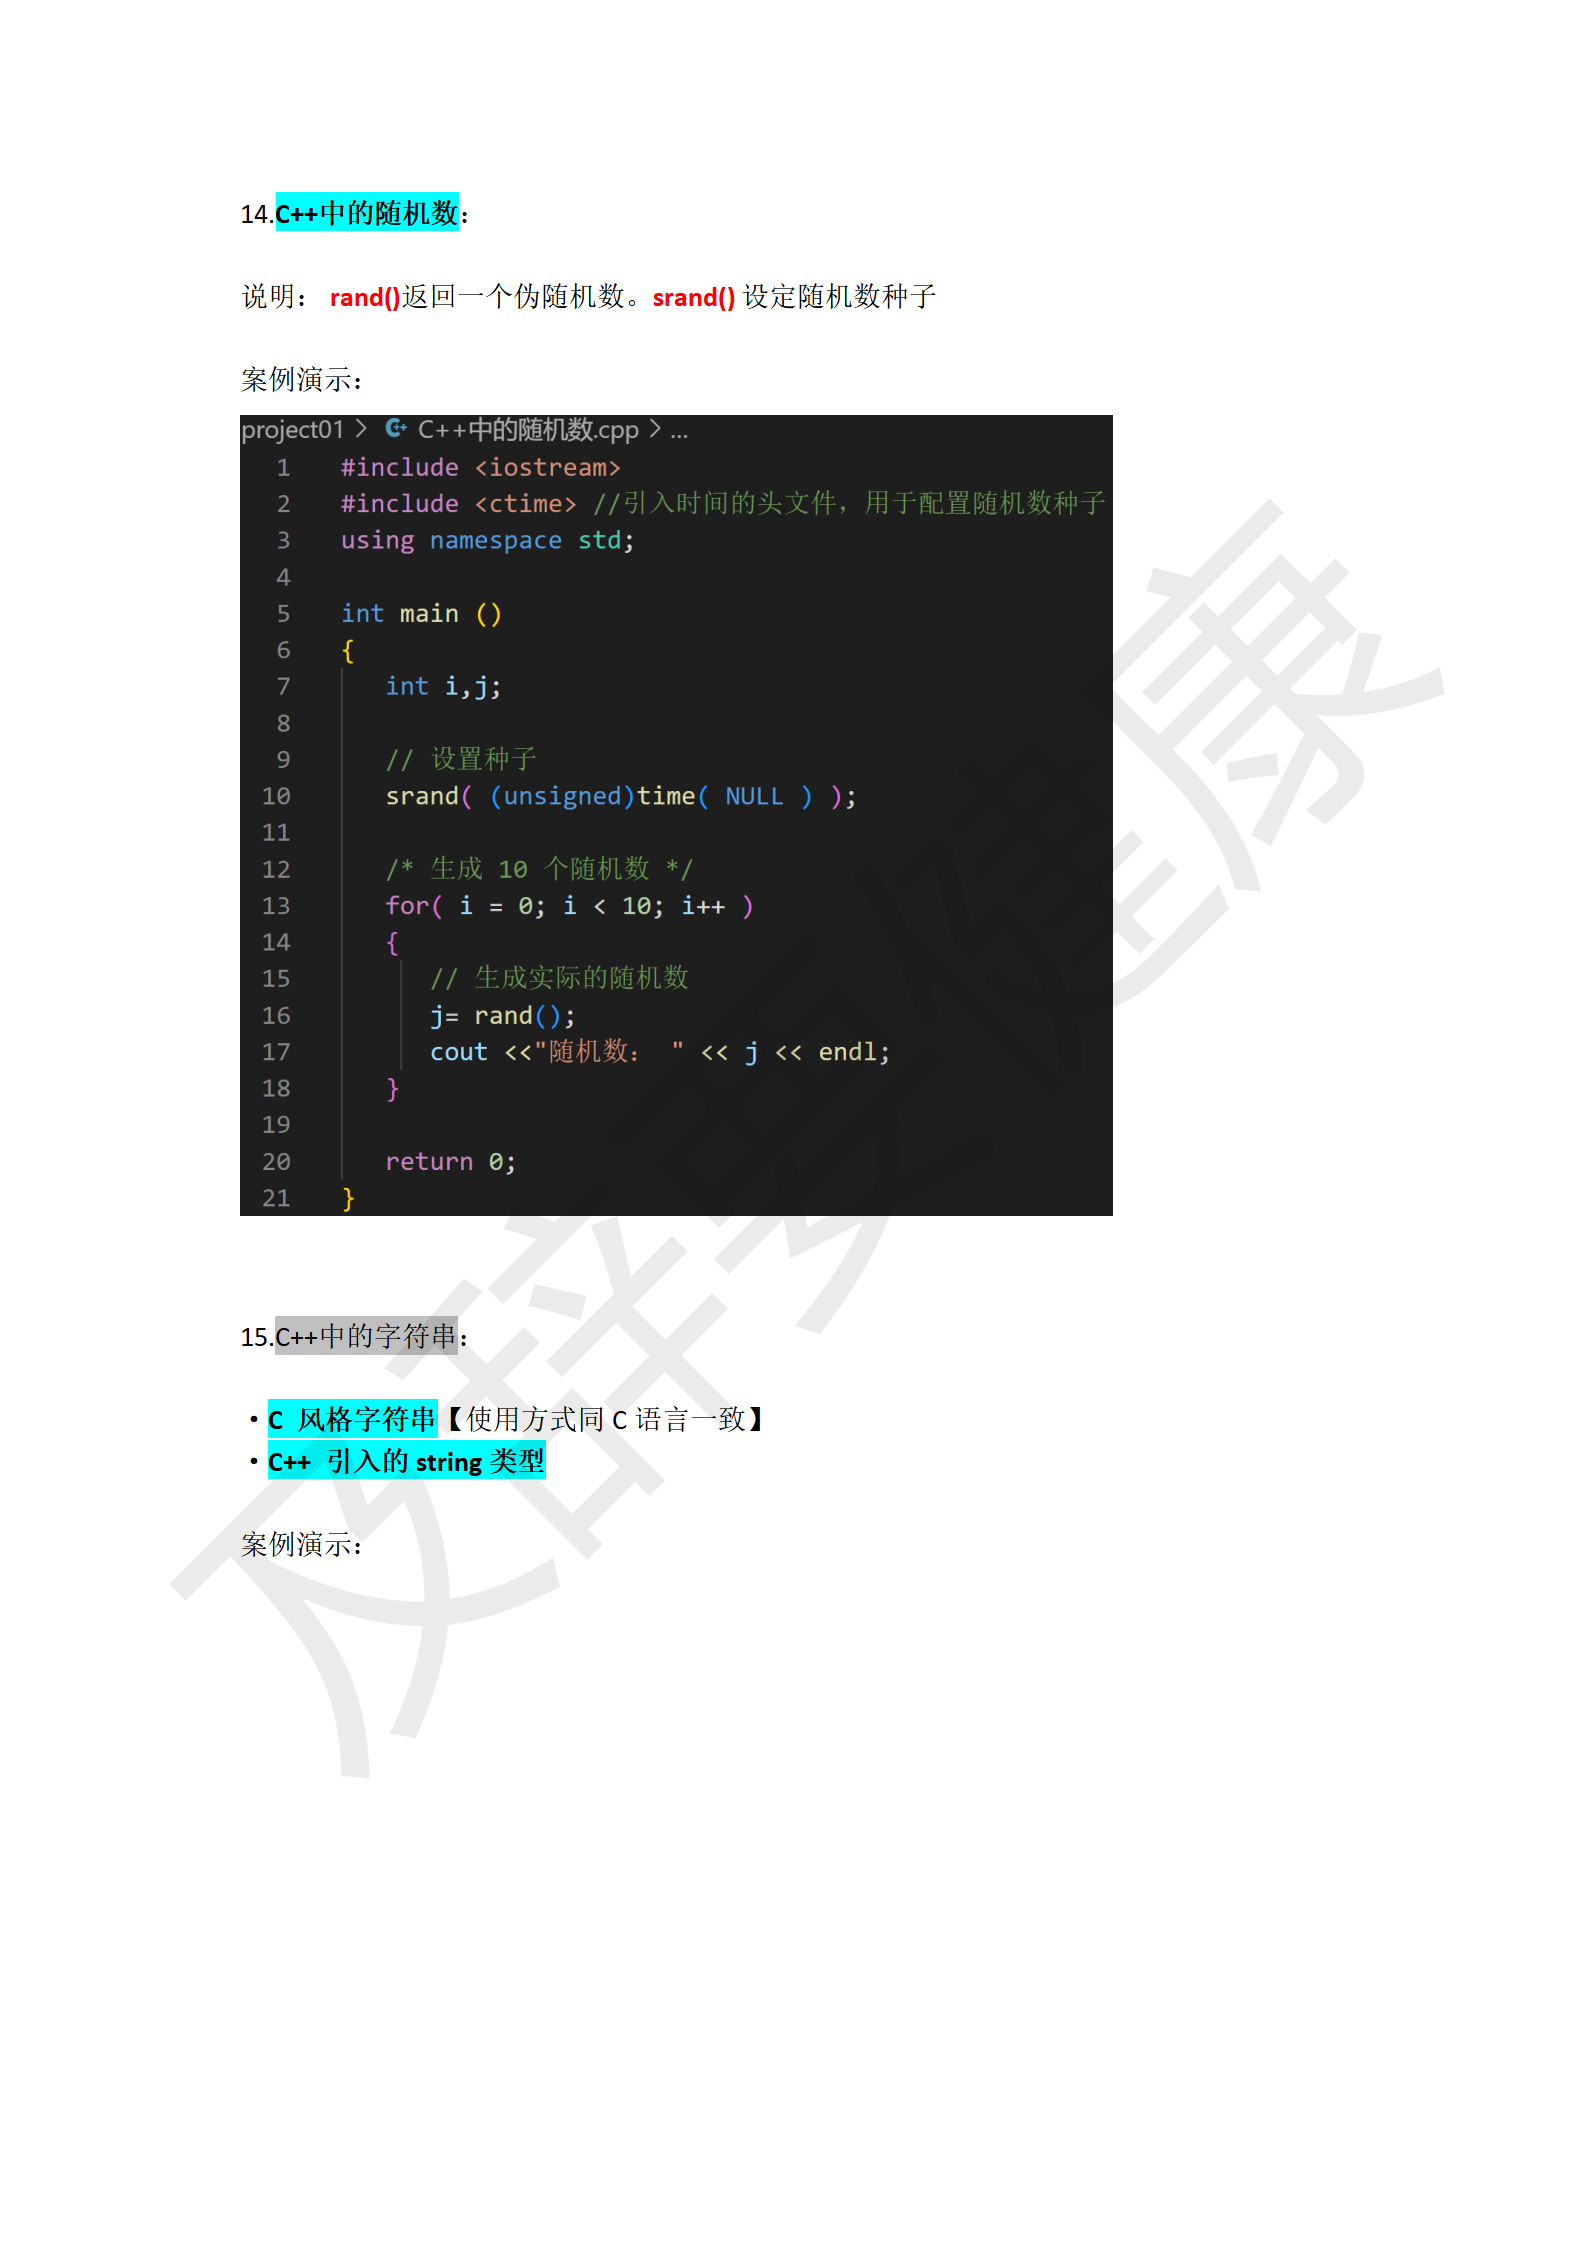 14.C++中的随机数：
说明： rand()返回一个伪随机数。srand() 设定随机数种子
案例演示：
project01 > C++中的随机数.cpp > ...
1 #include <iostream>
2 #include <ctime> //引入时间的头文件，用于配置随机数种子
3 using namespace std;
4
5 int main ()
6 {
7 int i,j;
8
9 // 设置种子
10 srand( (unsigned)time( NULL ) );
11
12 /* 生成 10 个随机数 */
13 for( i = 0; i < 10; i++ )
14 {
15 // 生成实际的随机数
16 j= rand();
17 cout <<"随机数： " << j << endl;
18 }
19
20 return 0;
21 }
15.C++中的字符串：
·C 风格字符串【使用方式同 C 语言一致】
·C++ 引入的 string 类型
案例演示：
及辞要健康